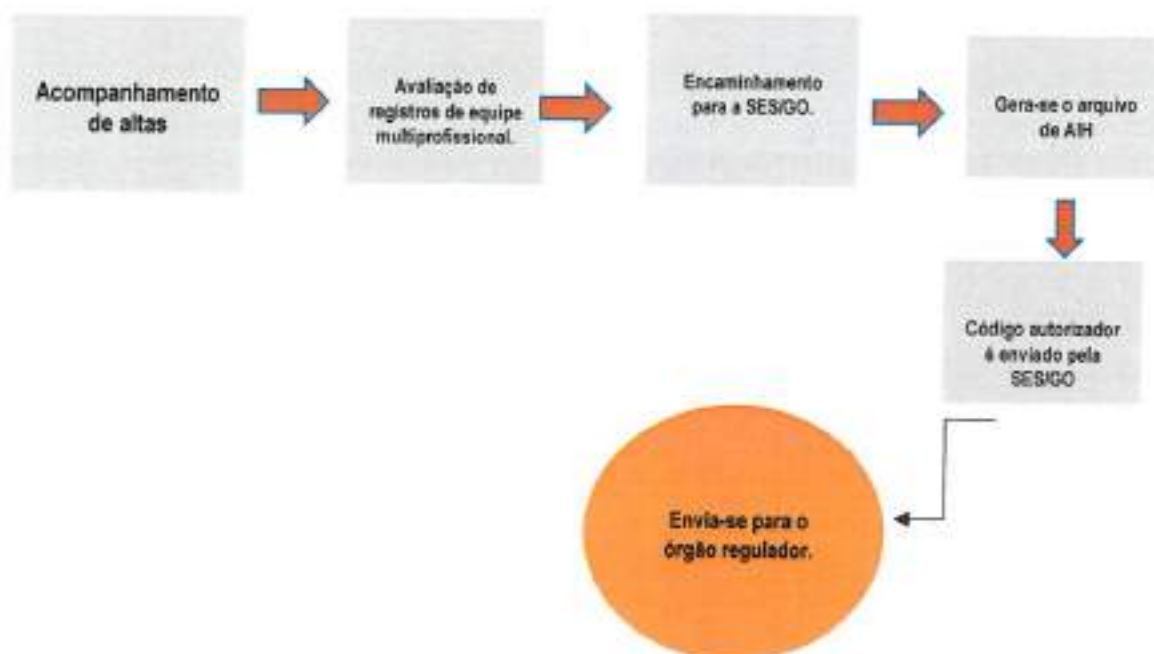 Acompanhamento
de altas
Avaliação de
registros de equipe
multiprofissional.
Encaminhamento
para a SES/GO.
Gera-se o arquivo
de AIH
Código autorizador
é enviado pela
SES/GO
Envia-se para o
órgão regulador.